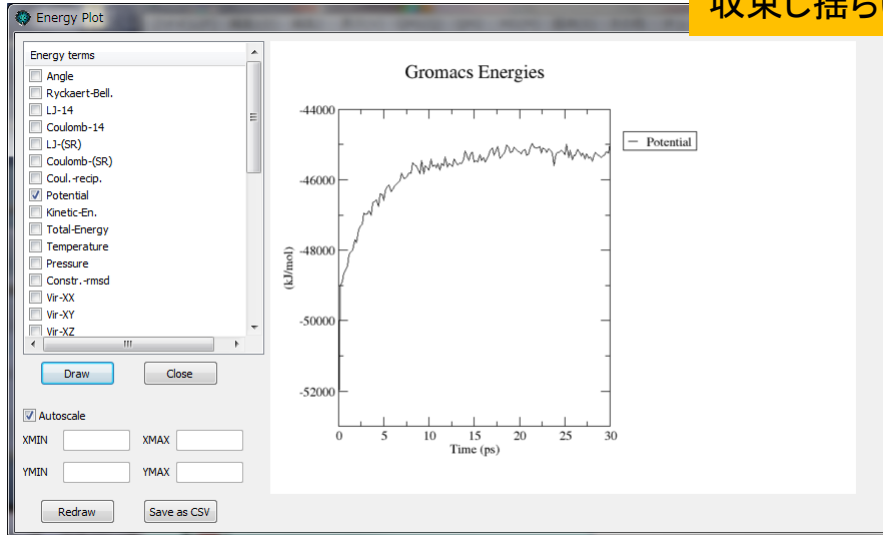 Energy Plot
収束し揺ら
Energy terms
Angle
Ryckaert-Bell.
LJ-14
Coulomb-14
LJ-(SR)
Coulomb-(SR)
Coul.-recip.
Potential
Kinetic-En.
Total-Energy
Temperature
Pressure
Constr.-rmsd
Vir-XX
Vir-XY
Vir-XZ
Draw
Close
Autoscale
XMIN
XMAX
YMIN
YMAX
Redraw
Save as CSV
Gromacs Energies
-44000
-46000
-48000
-50000
-52000
(kJ/mol)
0 5 10 15 20 25 30
Time (ps)
Potential